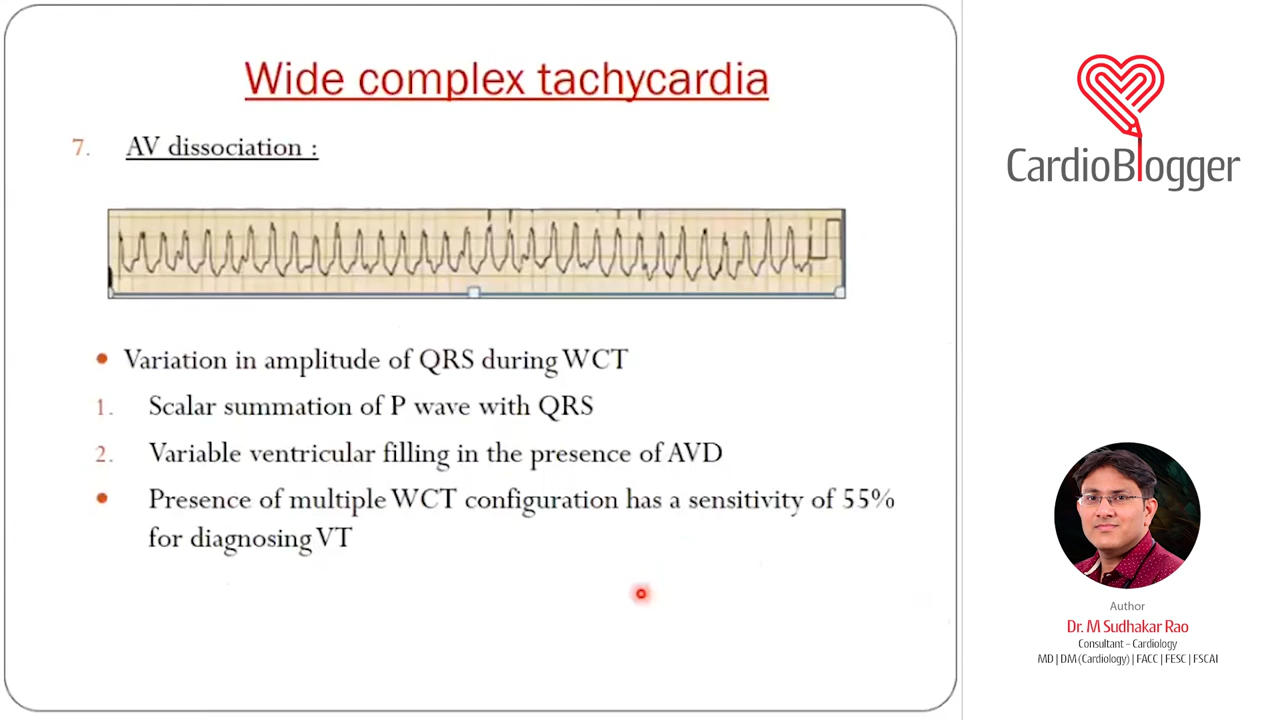 Wide complex tachycardia
7. AV dissociation :
• Variation in amplitude of QRS during WCT
1. Scalar summation of P wave with QRS
2. Variable ventricular filling in the presence of AVD
• Presence of multiple WCT configuration has a sensitivity of 55%
for diagnosing VT
CardioBlogger
Author
Dr. M Sudhakar Rao
Consultant – Cardiology
MD | DM (Cardiology) | FACC | FESC | FSCAI